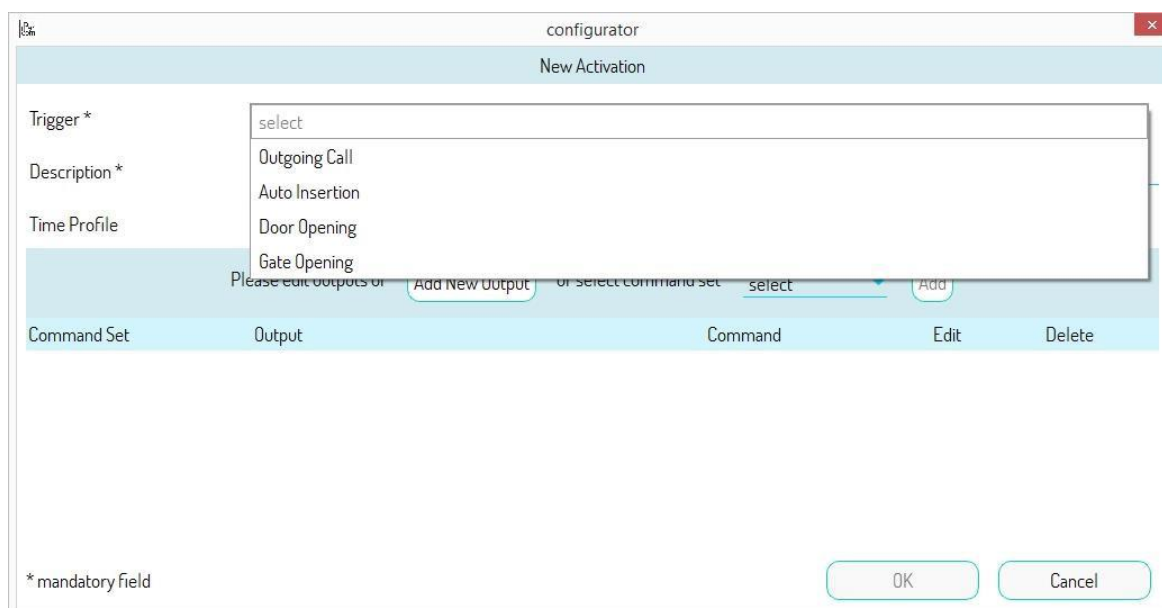 configurator
New Activation
Trigger *
select
Outgoing Call
Description *
Auto Insertion
Time Profile
Door Opening
Gate Opening
Please edit outputs or Add New Output or select command set select Add
Command Set Output Command Edit Delete
* mandatory field OK Cancel